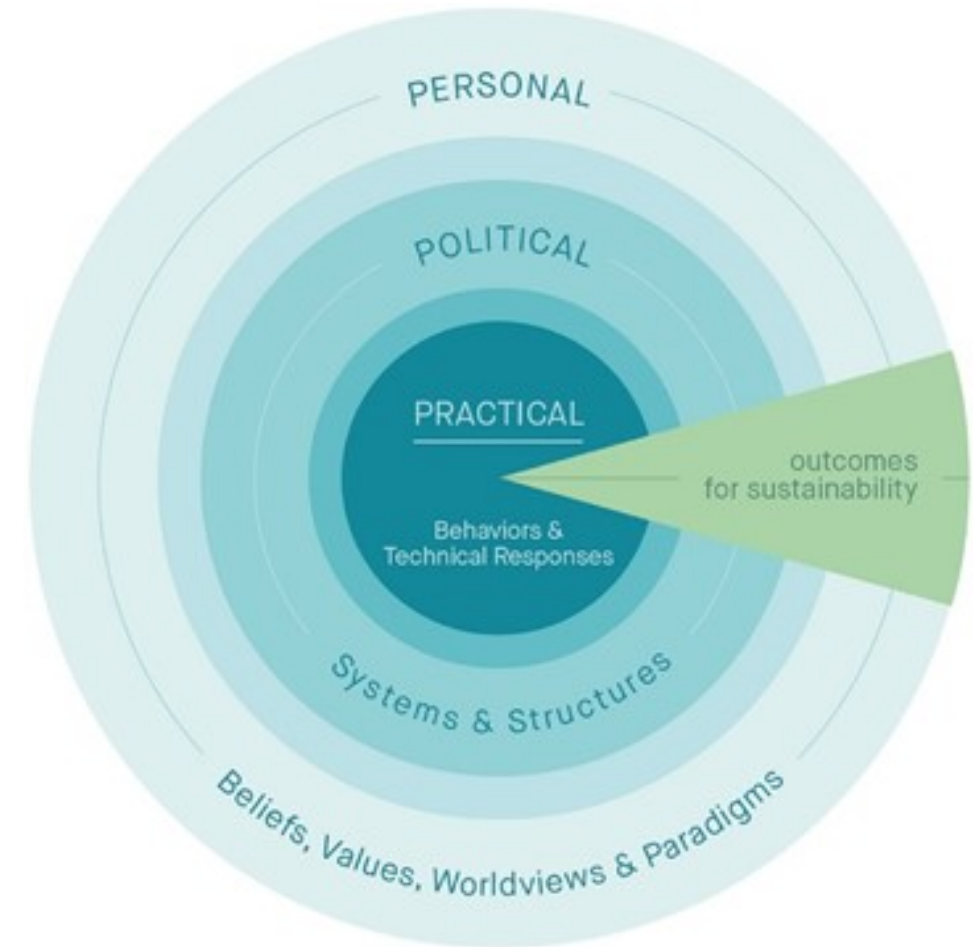 PERSONAL
POLITICAL
PRACTICAL
outcomes
for sustainability
Behaviors &
Technical Responses
Systems & Structures
Beliefs, Values, Worldviews & Paradigms